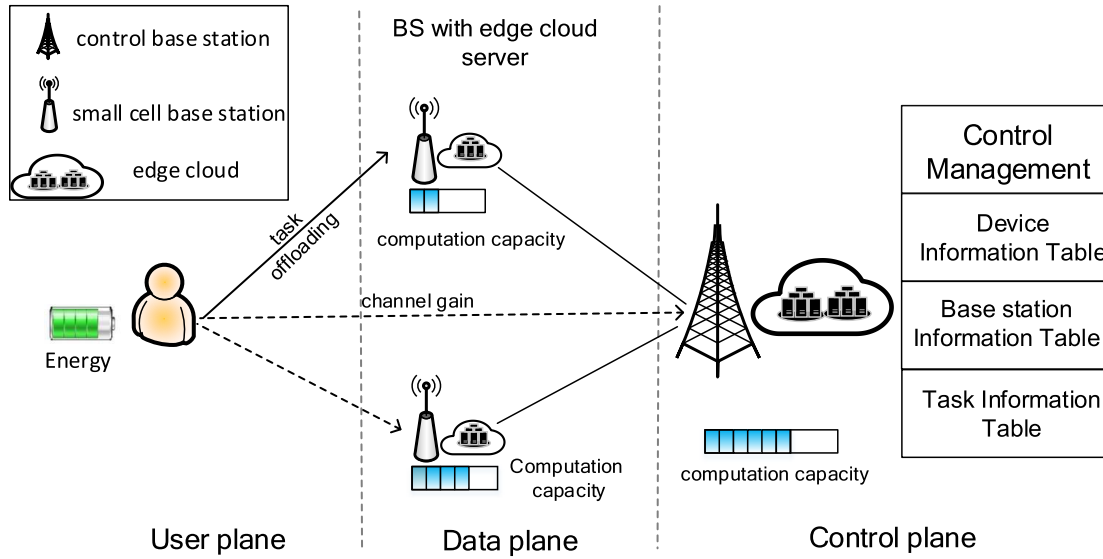 control base station
small cell base station
edge cloud
BS with edge cloud
server
task
offloading
computation capacity
channel gain
Energy
Computation
capacity
computation capacity
Control
Management
Device
Information Table
Base station
Information Table
Task Information
Table
User plane
Data plane
Control plane